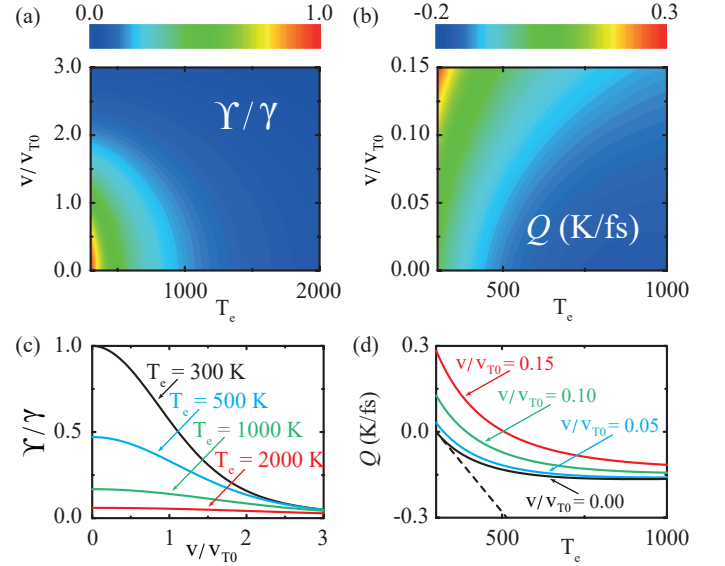 (a)
0.0
1.0
3.0
2.0
1.0
0.0
v/v_T0
ϒ/γ
1000
2000
T_e
(b)
-0.2
0.3
0.15
0.10
0.05
0.00
v/v_T0
Q (K/fs)
500
1000
T_e
(c)
1.0
0.5
0.0
ϒ/γ
T_e = 300 K
T_e = 500 K
T_e = 1000 K
T_e = 2000 K
0
1
2
3
v/v_T0
(d)
0.3
0.0
-0.3
Q (K/fs)
v/v_T0 = 0.15
v/v_T0 = 0.10
v/v_T0 = 0.05
v/v_T0 = 0.00
500
1000
T_e